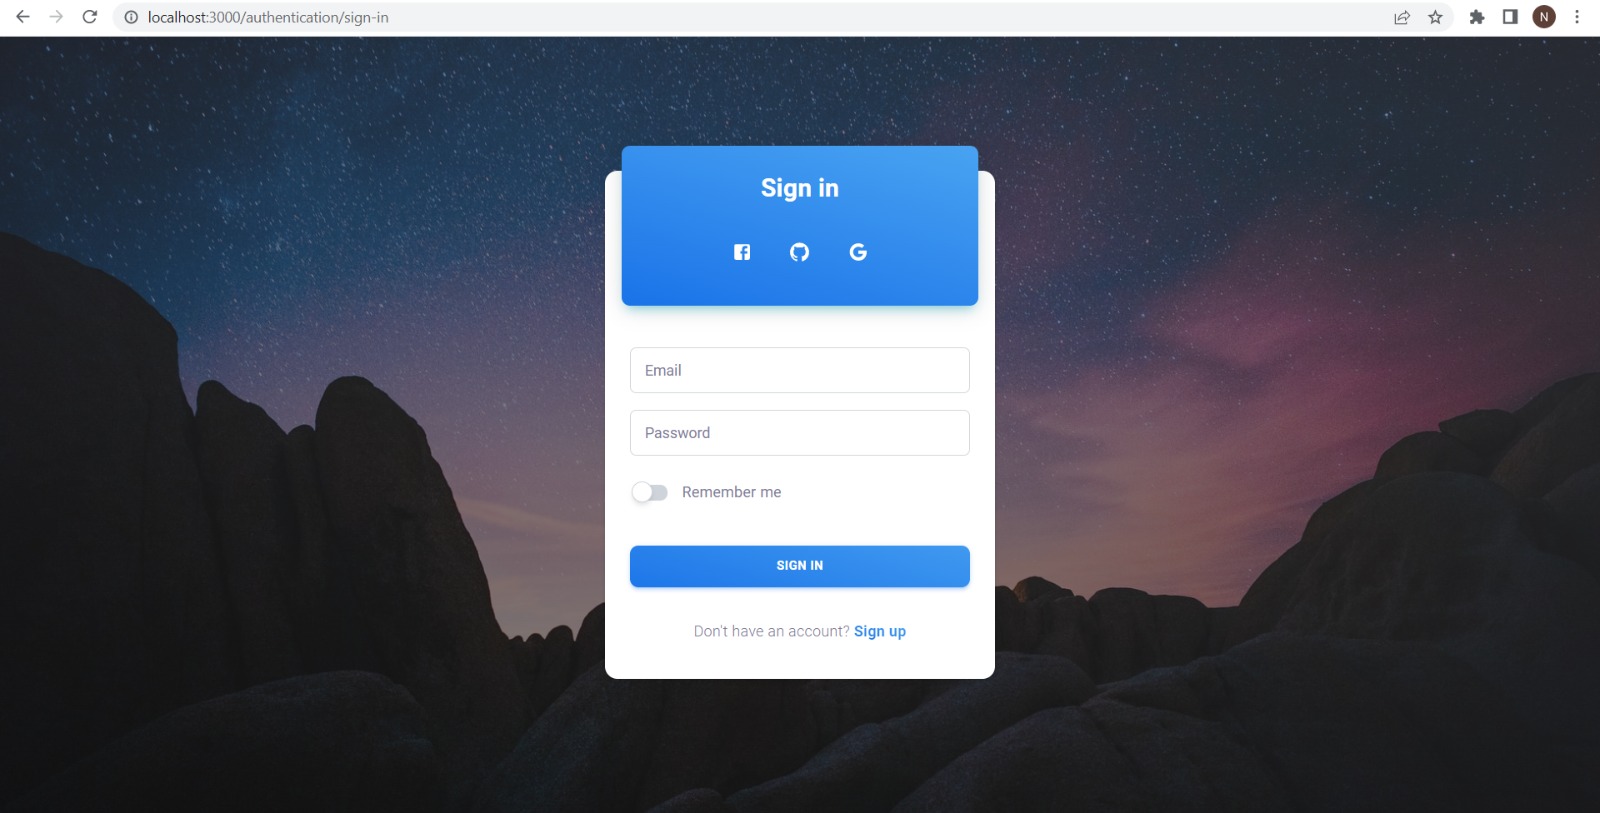 localhost:3000/authentication/sign-in
N
Sign in
Email
Password
Remember me
SIGN IN
Don't have an account? Sign up